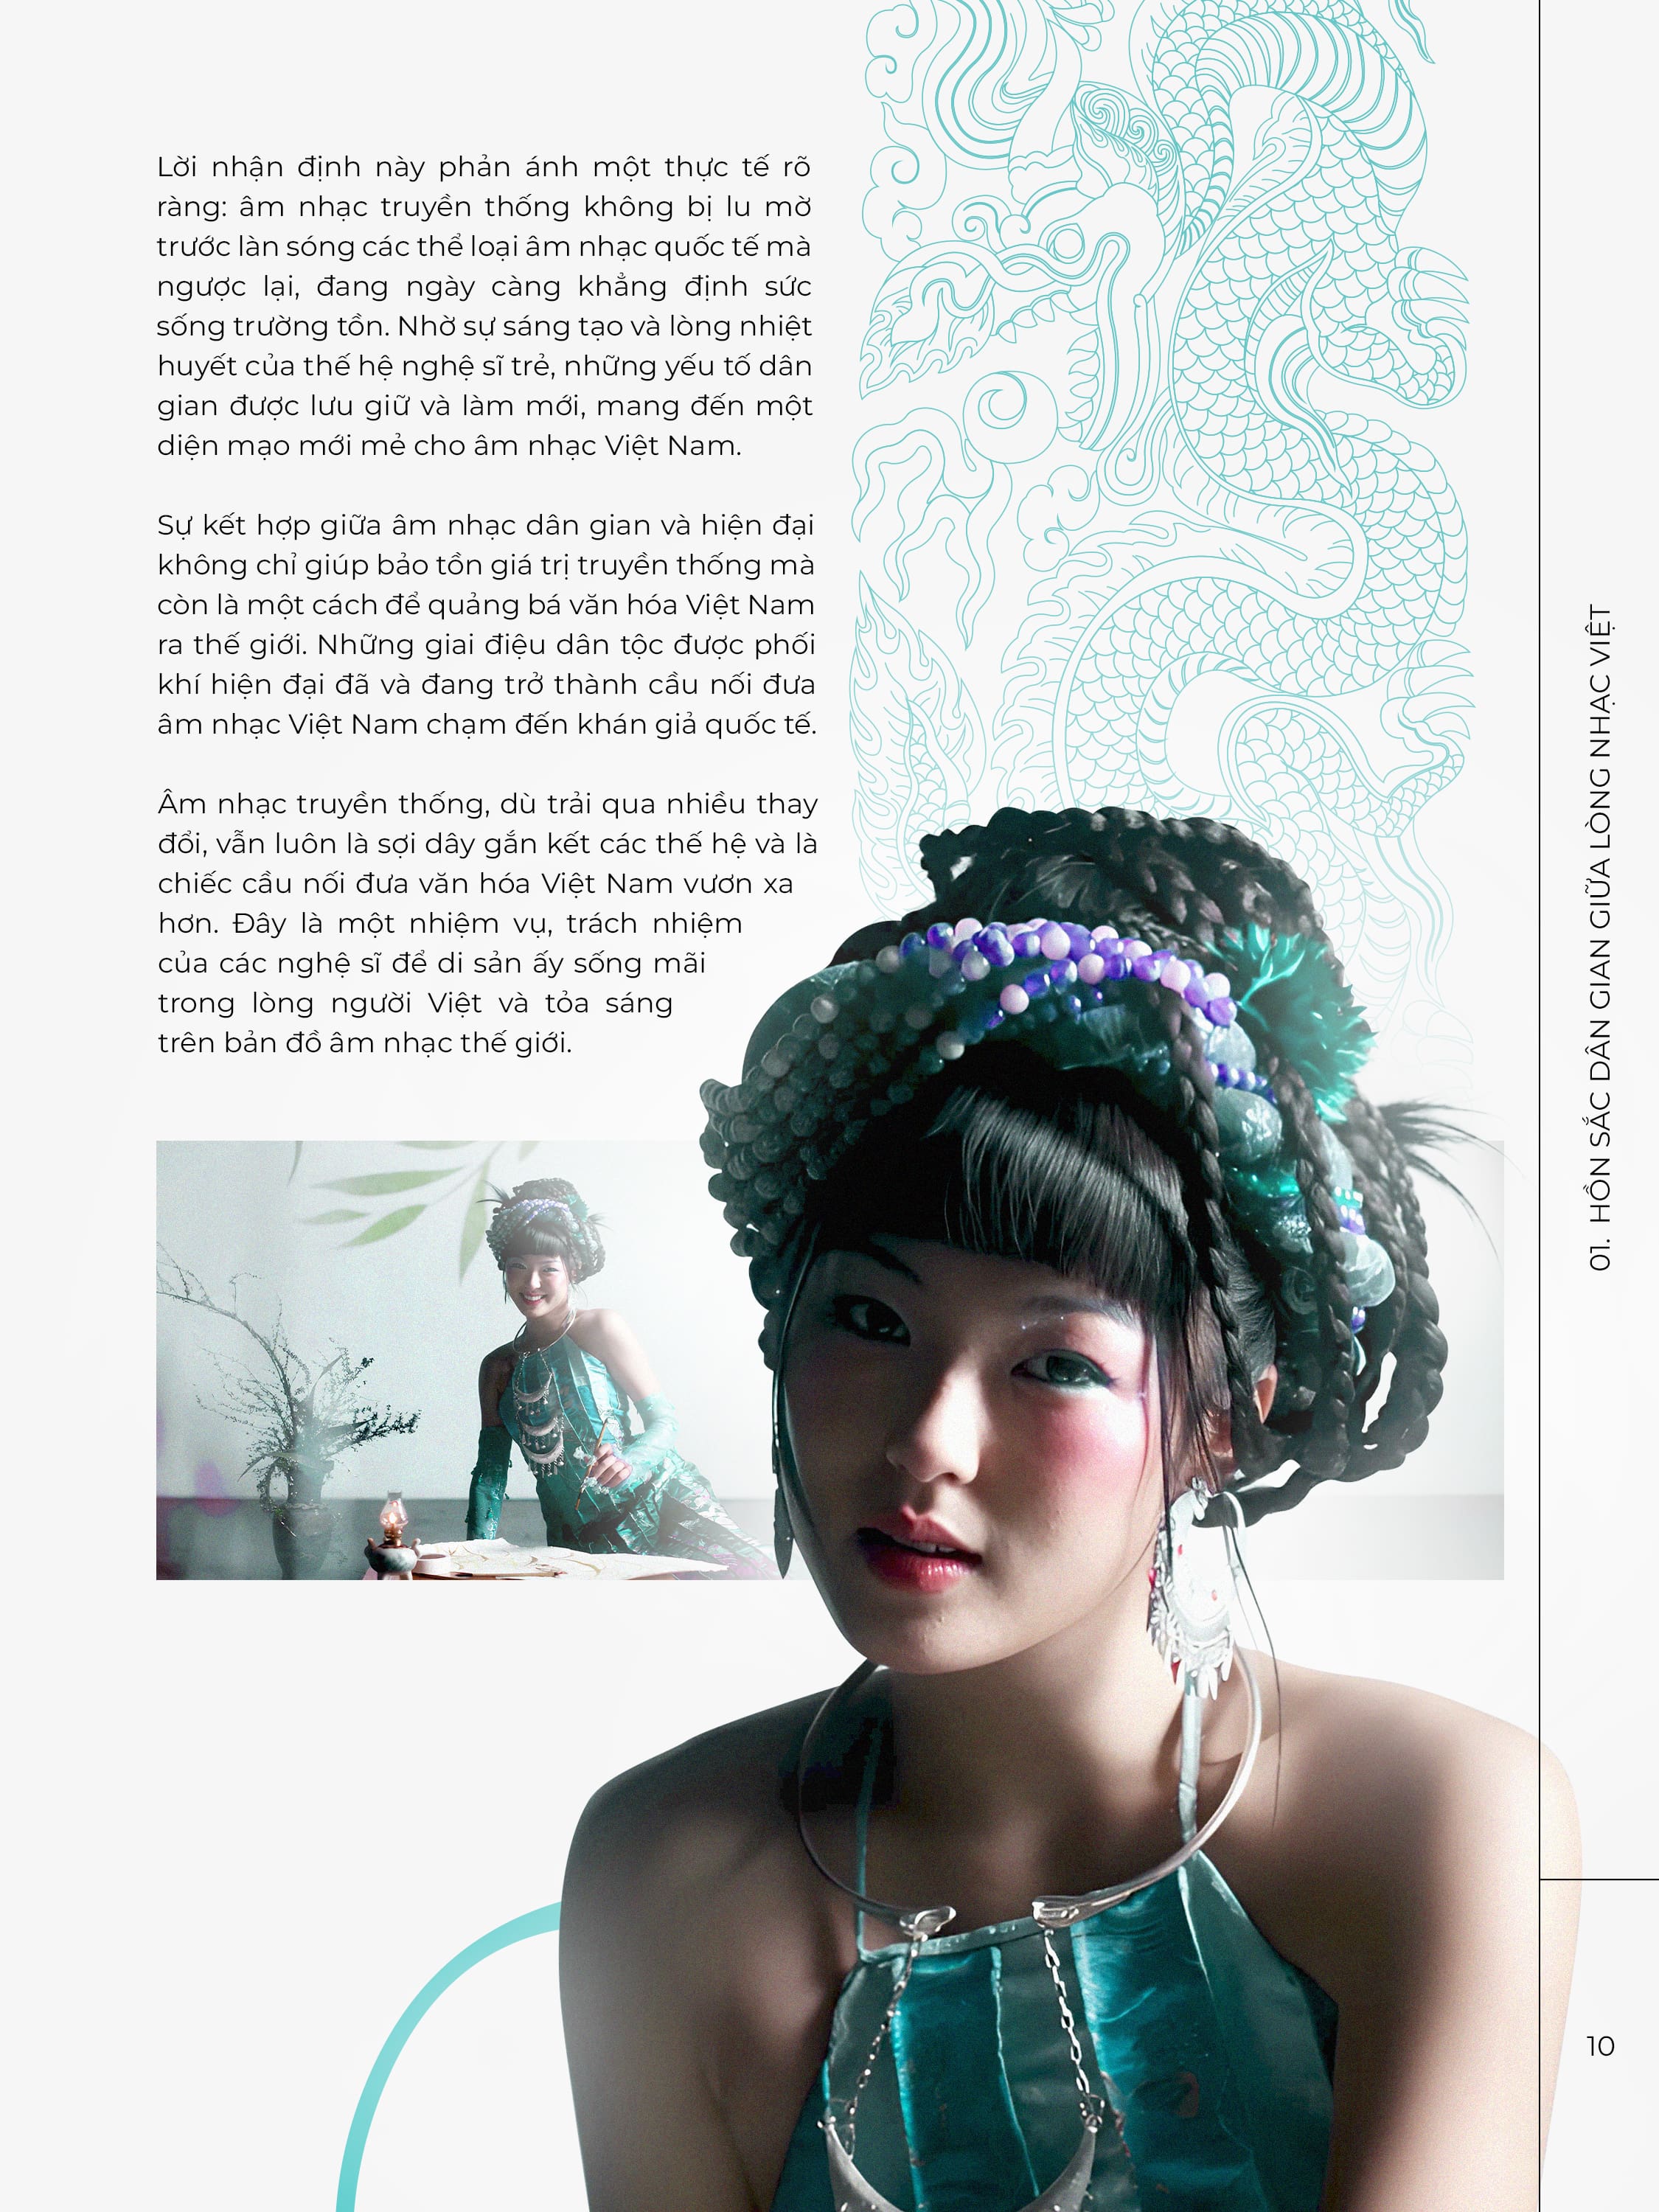 Lời nhận định này phản ánh một thực tế rõ
ràng: âm nhạc truyền thống không bị lu mờ
trước làn sóng các thể loại âm nhạc quốc tế mà
ngược lại, đang ngày càng khẳng định sức
sống trường tồn. Nhờ sự sáng tạo và lòng nhiệt
huyết của thế hệ nghệ sĩ trẻ, những yếu tố dân
gian được lưu giữ và làm mới, mang đến một
diện mạo mới mẻ cho âm nhạc Việt Nam.
Sự kết hợp giữa âm nhạc dân gian và hiện đại
không chỉ giúp bảo tồn giá trị truyền thống mà
còn là một cách để quảng bá văn hóa Việt Nam
ra thế giới. Những giai điệu dân tộc được phối
khí hiện đại đã và đang trở thành cầu nối đưa
âm nhạc Việt Nam chạm đến khán giả quốc tế.
Âm nhạc truyền thống, dù trải qua nhiều thay
đổi, vẫn luôn là sợi dây gắn kết các thế hệ và là
chiếc cầu nối đưa văn hóa Việt Nam vươn xa
hơn. Đây là một nhiệm vụ, trách nhiệm
của các nghệ sĩ để di sản ấy sống mãi
trong lòng người Việt và tỏa sáng
trên bản đồ âm nhạc thế giới.
01. HỒN SẮC DÂN GIAN GIỮA LÒNG NHẠC VIỆT
10